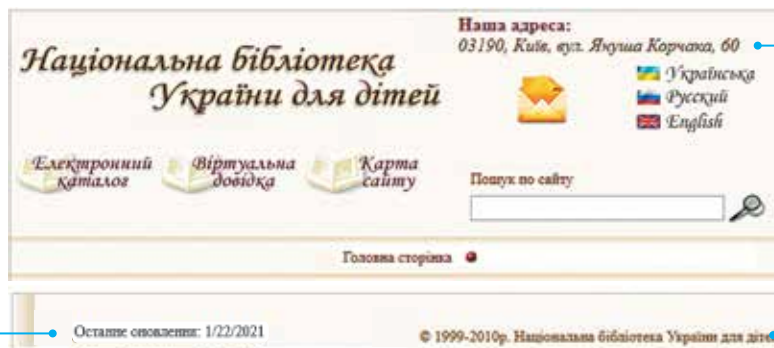 Наша адреса:
03190, Київ, вул. Януша Корчака, 60
Національна бібліотека
України для дітей
Українська
Русский
English
Електронний
каталог
Віртуальна
довідка
Карта
сайту
Пошук по сайту
Головна сторінка
Останнє оновлення: 1/22/2021
© 1999-2010р. Національна бібліотека України для діте